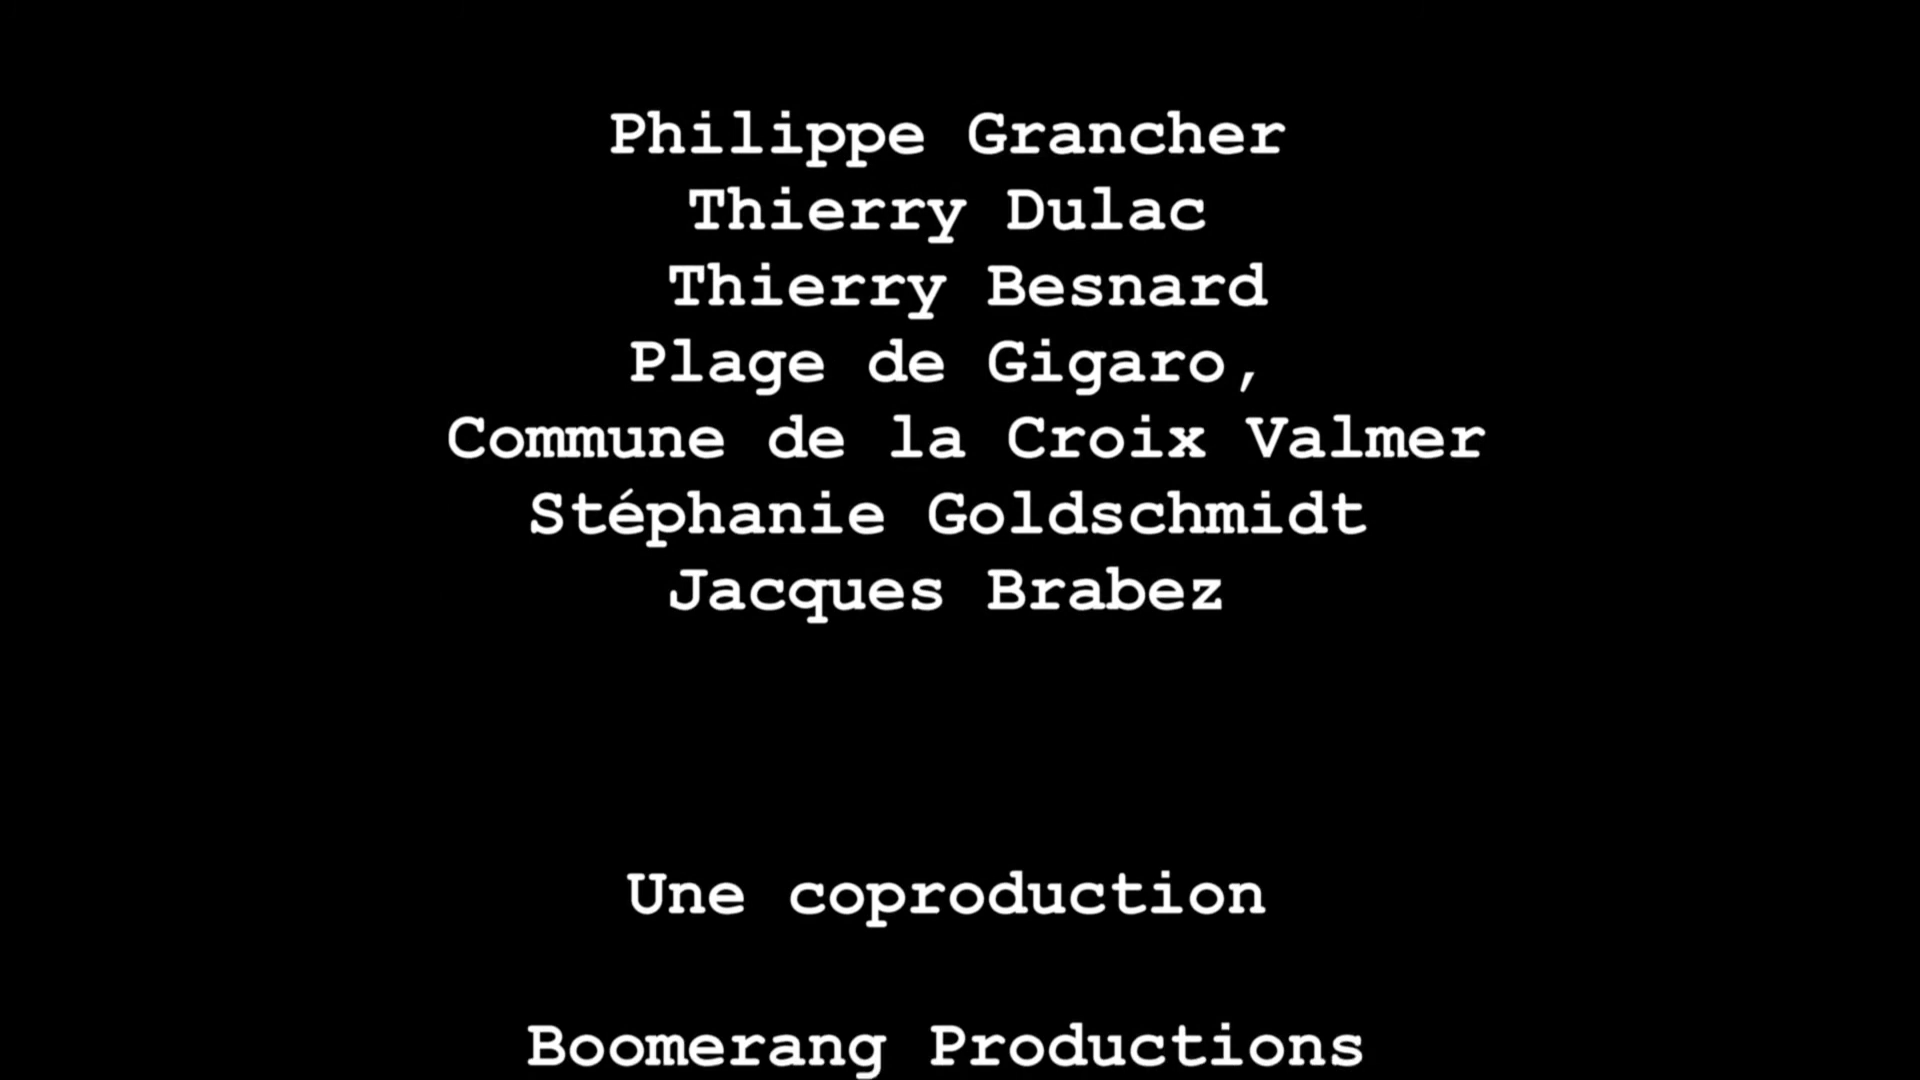 Philippe Grancher
Thierry Dulac
Thierry Besnard
Plage de Gigaro,
Commune de la Croix Valmer
Stéphanie Goldschmidt
Jacques Brabez
Une coproduction
Boomerang Productions